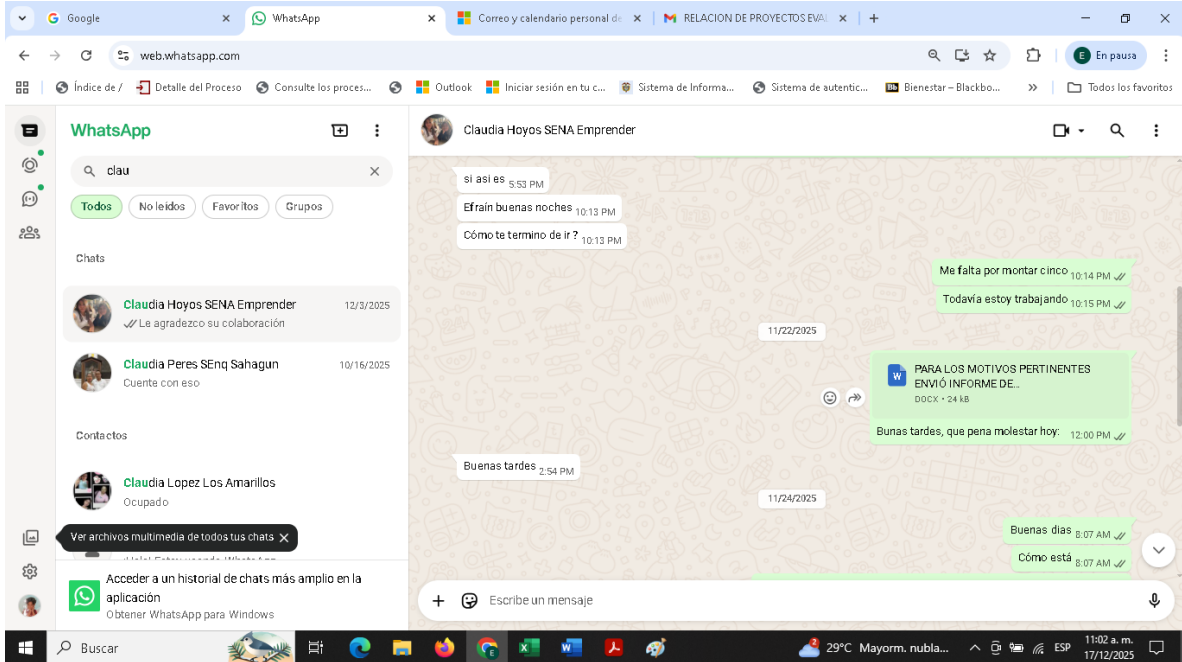 Google
WhatsApp
Correo y calendario personal de
RELACION DE PROYECTOS EVAL
web.whatsapp.com
E
En pausa
Índice de /
Detalle del Proceso
Consulte los proces...
Outlook
Iniciar sesión en tu c...
Sistema de Informa...
Sistema de autentic...
Bb
Bienestar – Blackbo...
Todos los favoritos
WhatsApp
clau
Todos
No leídos
Favoritos
Grupos
Chats
Claudia Hoyos SENA Emprender
12/3/2025
Le agradezco su colaboración
Claudia Peres SEnq Sahagun
10/16/2025
Cuente con eso
Contactos
Claudia Lopez Los Amarillos
Ocupado
Ver archivos multimedia de todos tus chats
Acceder a un historial de chats más amplio en la
aplicación
Obtener WhatsApp para Windows
Claudia Hoyos SENA Emprender
si asi es 5:53 PM
Efraín buenas noches 10:13 PM
Cómo te termino de ir ? 10:13 PM
Me falta por montar cinco 10:14 PM
Todavía estoy trabajando 10:15 PM
11/22/2025
W
PARA LOS MOTIVOS PERTINENTES
ENVIÓ INFORME DE...
DOCX • 24 kB
Bunas tardes, que pena molestar hoy: 12:00 PM
Buenas tardes 2:54 PM
11/24/2025
Buenas dias 8:07 AM
Cómo está 8:07 AM
Escribe un mensaje
Buscar
2
29°C Mayorm. nubla...
ESP
11:02 a. m.
17/12/2025